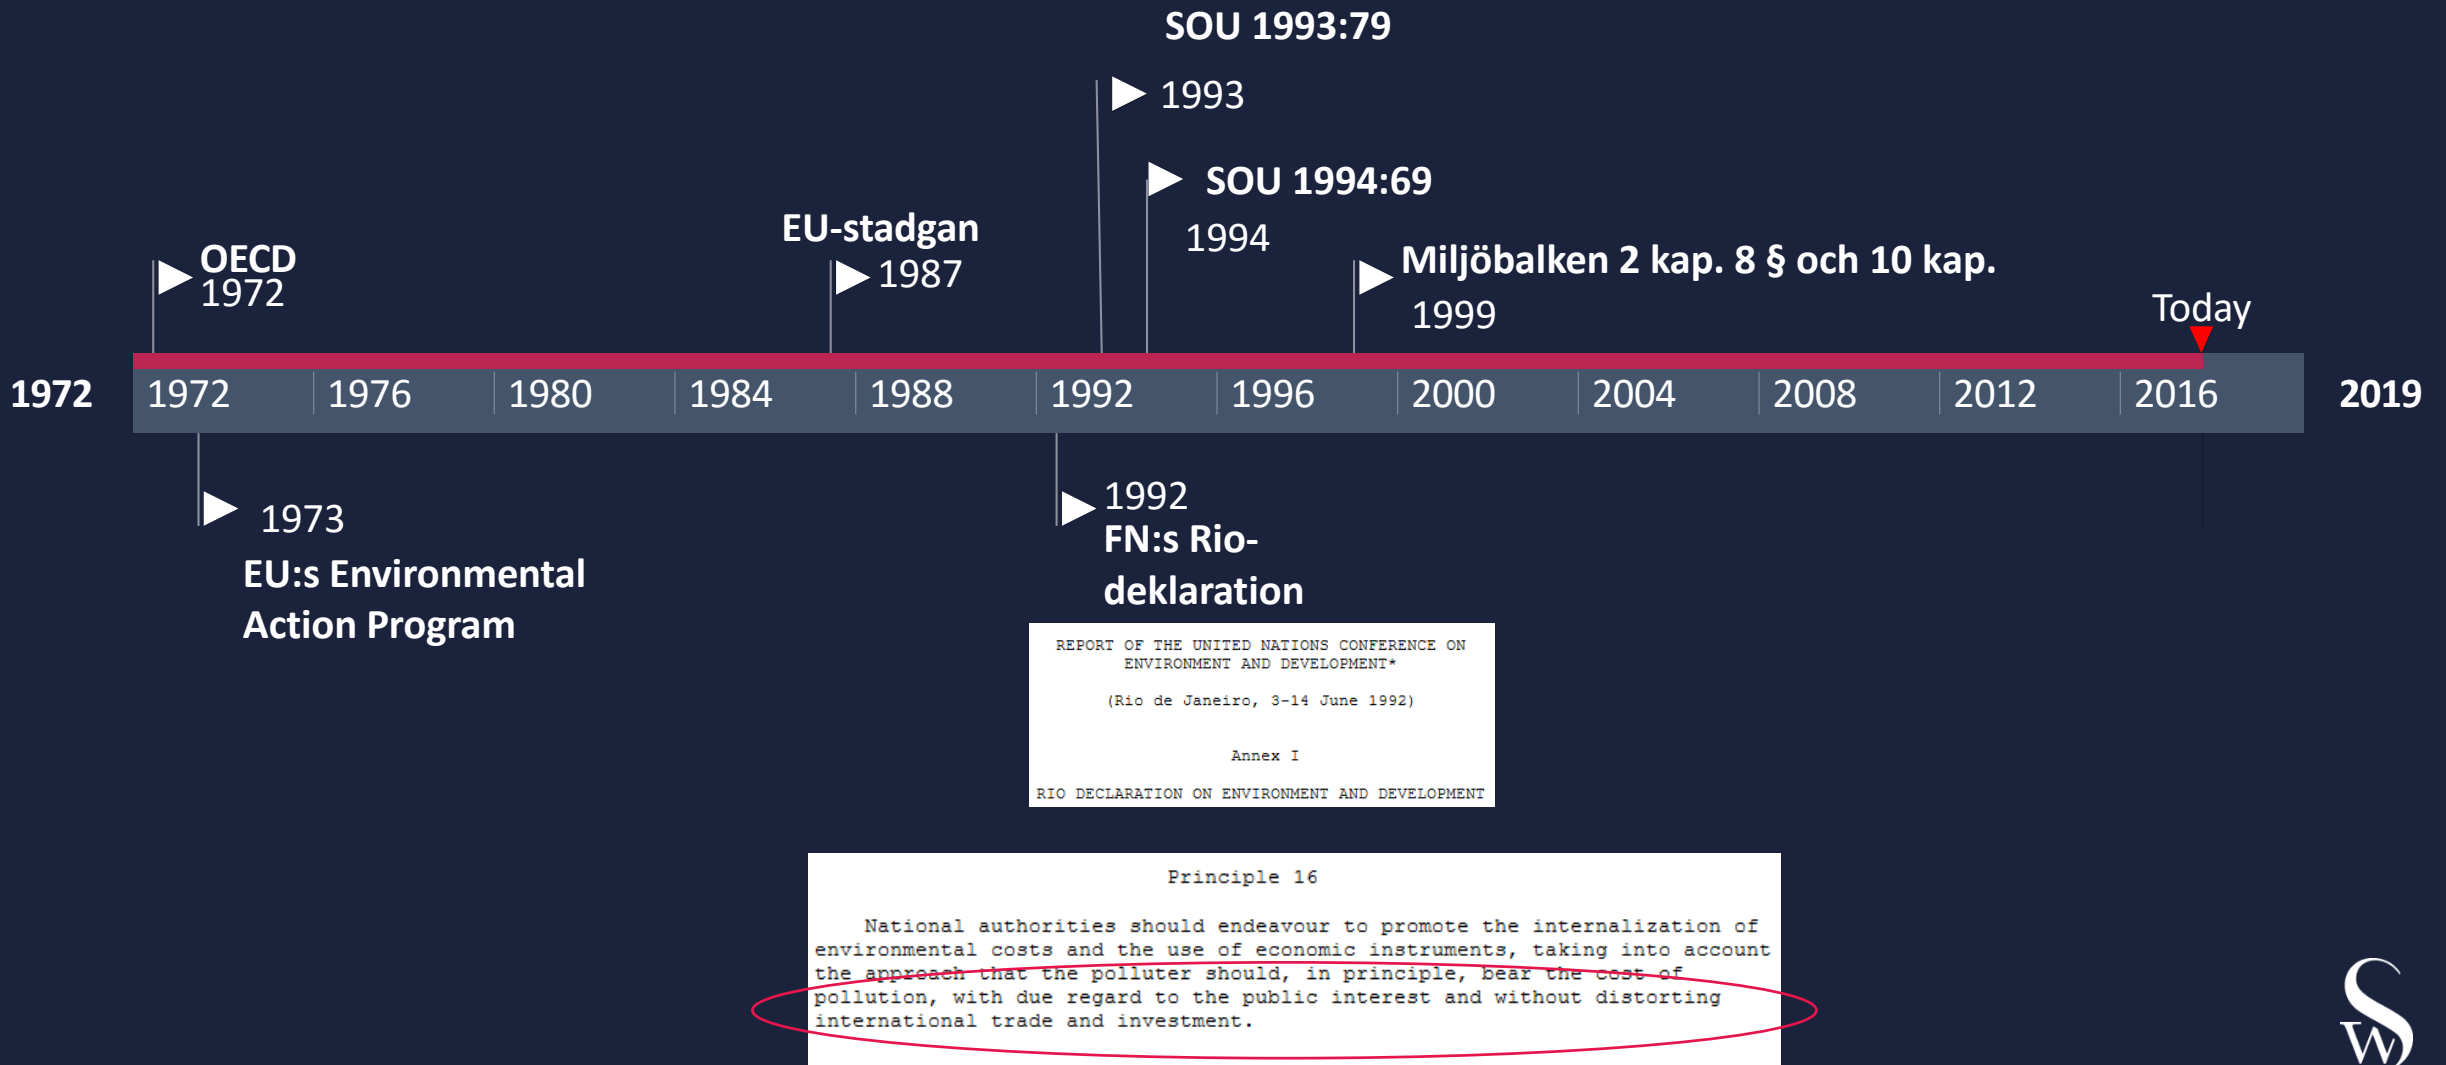 SOU 1993:79
1993
SOU 1994:69
1994
EU-stadgan
1987
OECD
1972
Miljöbalken 2 kap. 8 § och 10 kap.
1999
Today
1972 1972 1976 1980 1984 1988 1992 1996 2000 2004 2008 2012 2016 2019
1973
EU:s Environmental
Action Program
1992
FN:s Rio-
deklaration
REPORT OF THE UNITED NATIONS CONFERENCE ON
ENVIRONMENT AND DEVELOPMENT*
(Rio de Janeiro, 3-14 June 1992)
Annex I
RIO DECLARATION ON ENVIRONMENT AND DEVELOPMENT
Principle 16
National authorities should endeavour to promote the internalization of
environmental costs and the use of economic instruments, taking into account
the approach that the polluter should, in principle, bear the cost of
pollution, with due regard to the public interest and without distorting
international trade and investment.
SW